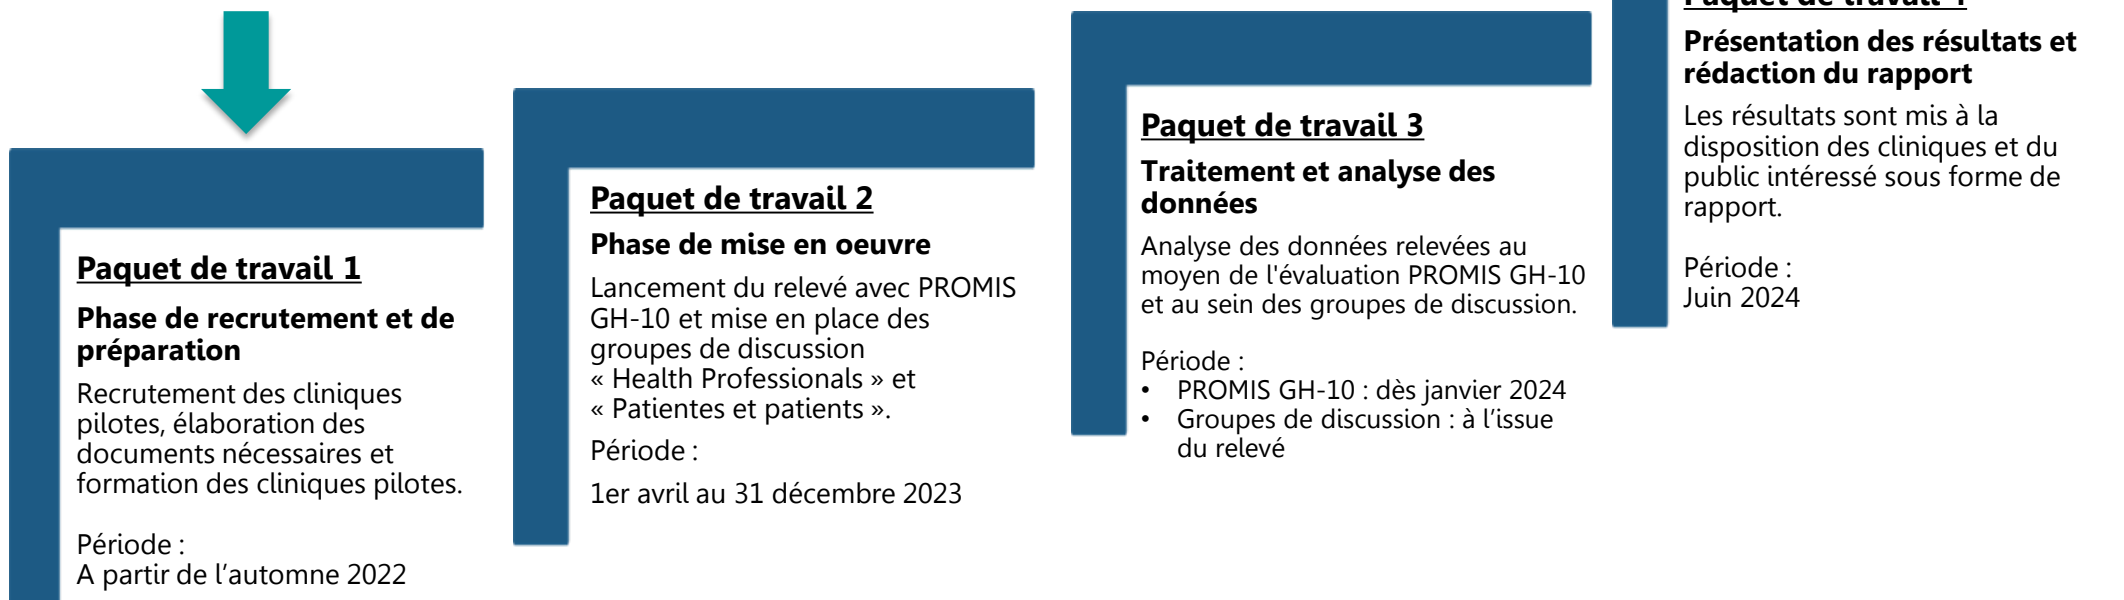 Paquet de travail 1
Phase de recrutement et de
préparation
Recrutement des cliniques
pilotes, élaboration des
documents nécessaires et
formation des cliniques pilotes.
Période :
A partir de l’automne 2022
Paquet de travail 2
Phase de mise en oeuvre
Lancement du relevé avec PROMIS
GH-10 et mise en place des
groupes de discussion
« Health Professionals » et
« Patientes et patients ».
Période :
1er avril au 31 décembre 2023
Paquet de travail 3
Traitement et analyse des
données
Analyse des données relevées au
moyen de l'évaluation PROMIS GH-10
et au sein des groupes de discussion.
Période :
• PROMIS GH-10 : dès janvier 2024
• Groupes de discussion : à l’issue
du relevé
Paquet de travail 4
Présentation des résultats et
rédaction du rapport
Les résultats sont mis à la
disposition des cliniques et du
public intéressé sous forme de
rapport.
Période :
Juin 2024